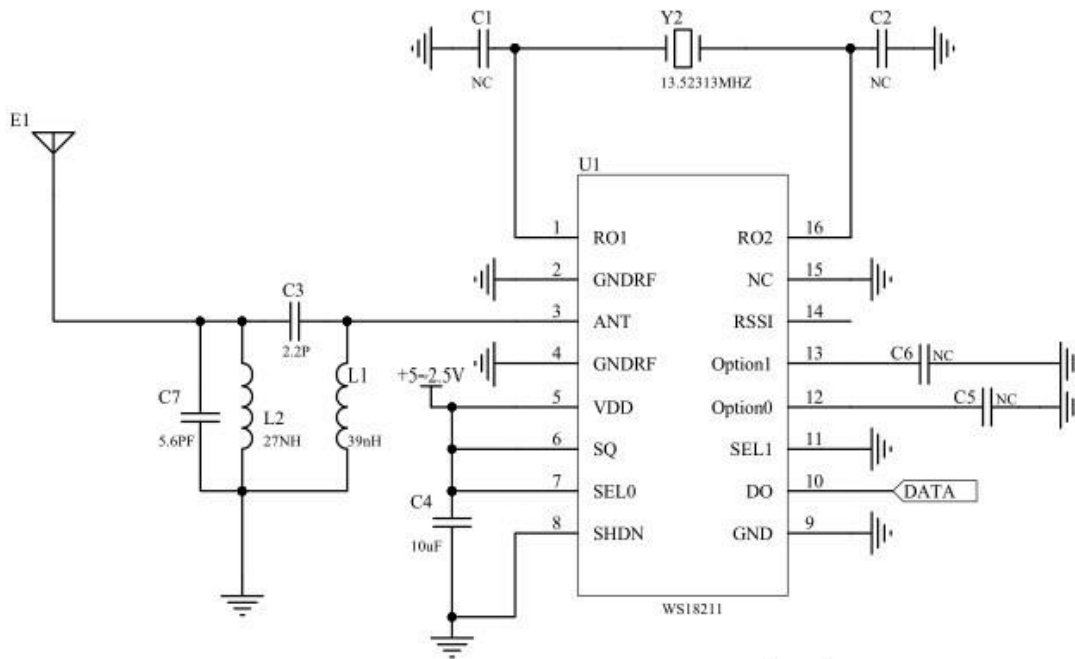 C1
Y2
C2
NC
13.52313MHZ
NC
E1
U1
1
RO1
RO2
16
2
GNDRF
NC
15
C3
3
ANT
RSSI
14
2.2P
4
GNDRF
Option1
13
C6
NC
+5~2.5V
L1
C7
5
VDD
Option0
12
C5
NC
L2
5.6PF
27NH
39nH
6
SQ
SEL1
11
7
SEL0
DO
10
DATA
C4
8
SHDN
GND
9
10uF
WS18211